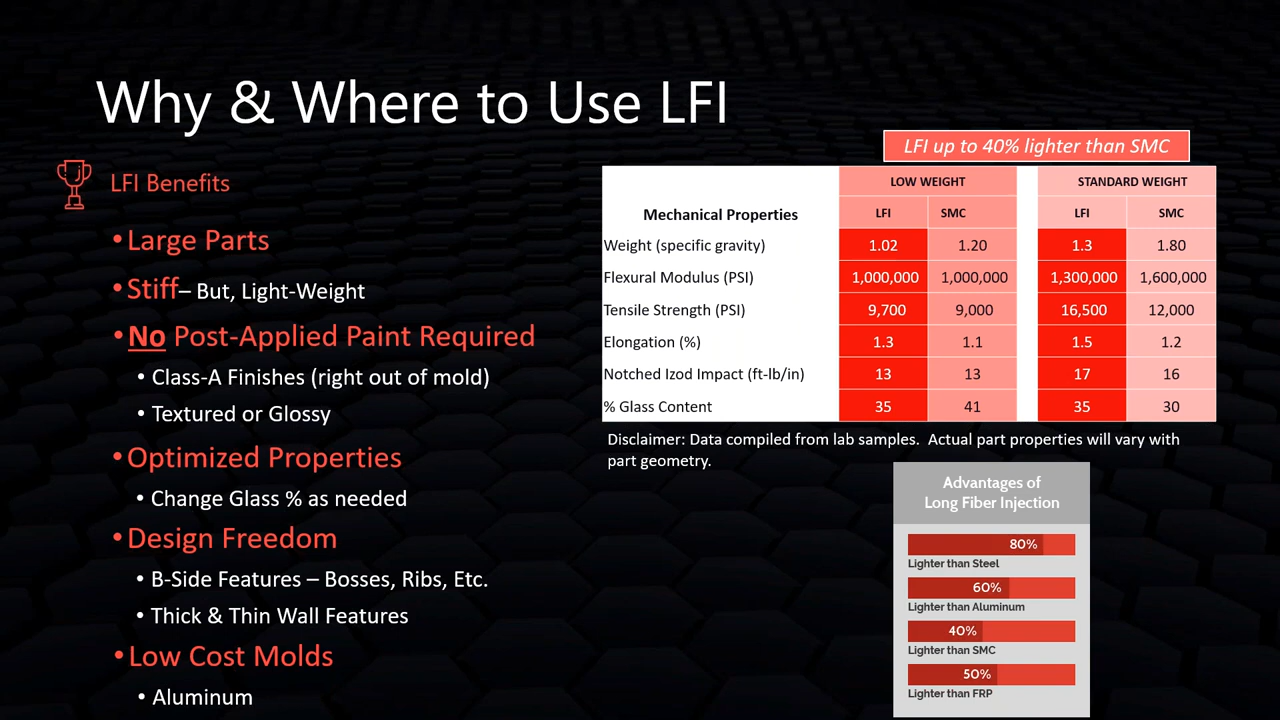 Why & Where to Use LFI
LFI Benefits
•Large Parts
•Stiff– But, Light-Weight
•No Post-Applied Paint Required
• Class-A Finishes (right out of mold)
• Textured or Glossy
•Optimized Properties
• Change Glass % as needed
•Design Freedom
• B-Side Features – Bosses, Ribs, Etc.
• Thick & Thin Wall Features
•Low Cost Molds
• Aluminum
LFI up to 40% lighter than SMC
LOW WEIGHT STANDARD WEIGHT
Mechanical Properties LFI SMC LFI SMC
Weight (specific gravity) 1.02 1.20 1.3 1.80
Flexural Modulus (PSI) 1,000,000 1,000,000 1,300,000 1,600,000
Tensile Strength (PSI) 9,700 9,000 16,500 12,000
Elongation (%) 1.3 1.1 1.5 1.2
Notched Izod Impact (ft-lb/in) 13 13 17 16
% Glass Content 35 41 35 30
Disclaimer: Data compiled from lab samples. Actual part properties will vary with
part geometry.
Advantages of
Long Fiber Injection
80%
Lighter than Steel
60%
Lighter than Aluminum
40%
Lighter than SMC
50%
Lighter than FRP